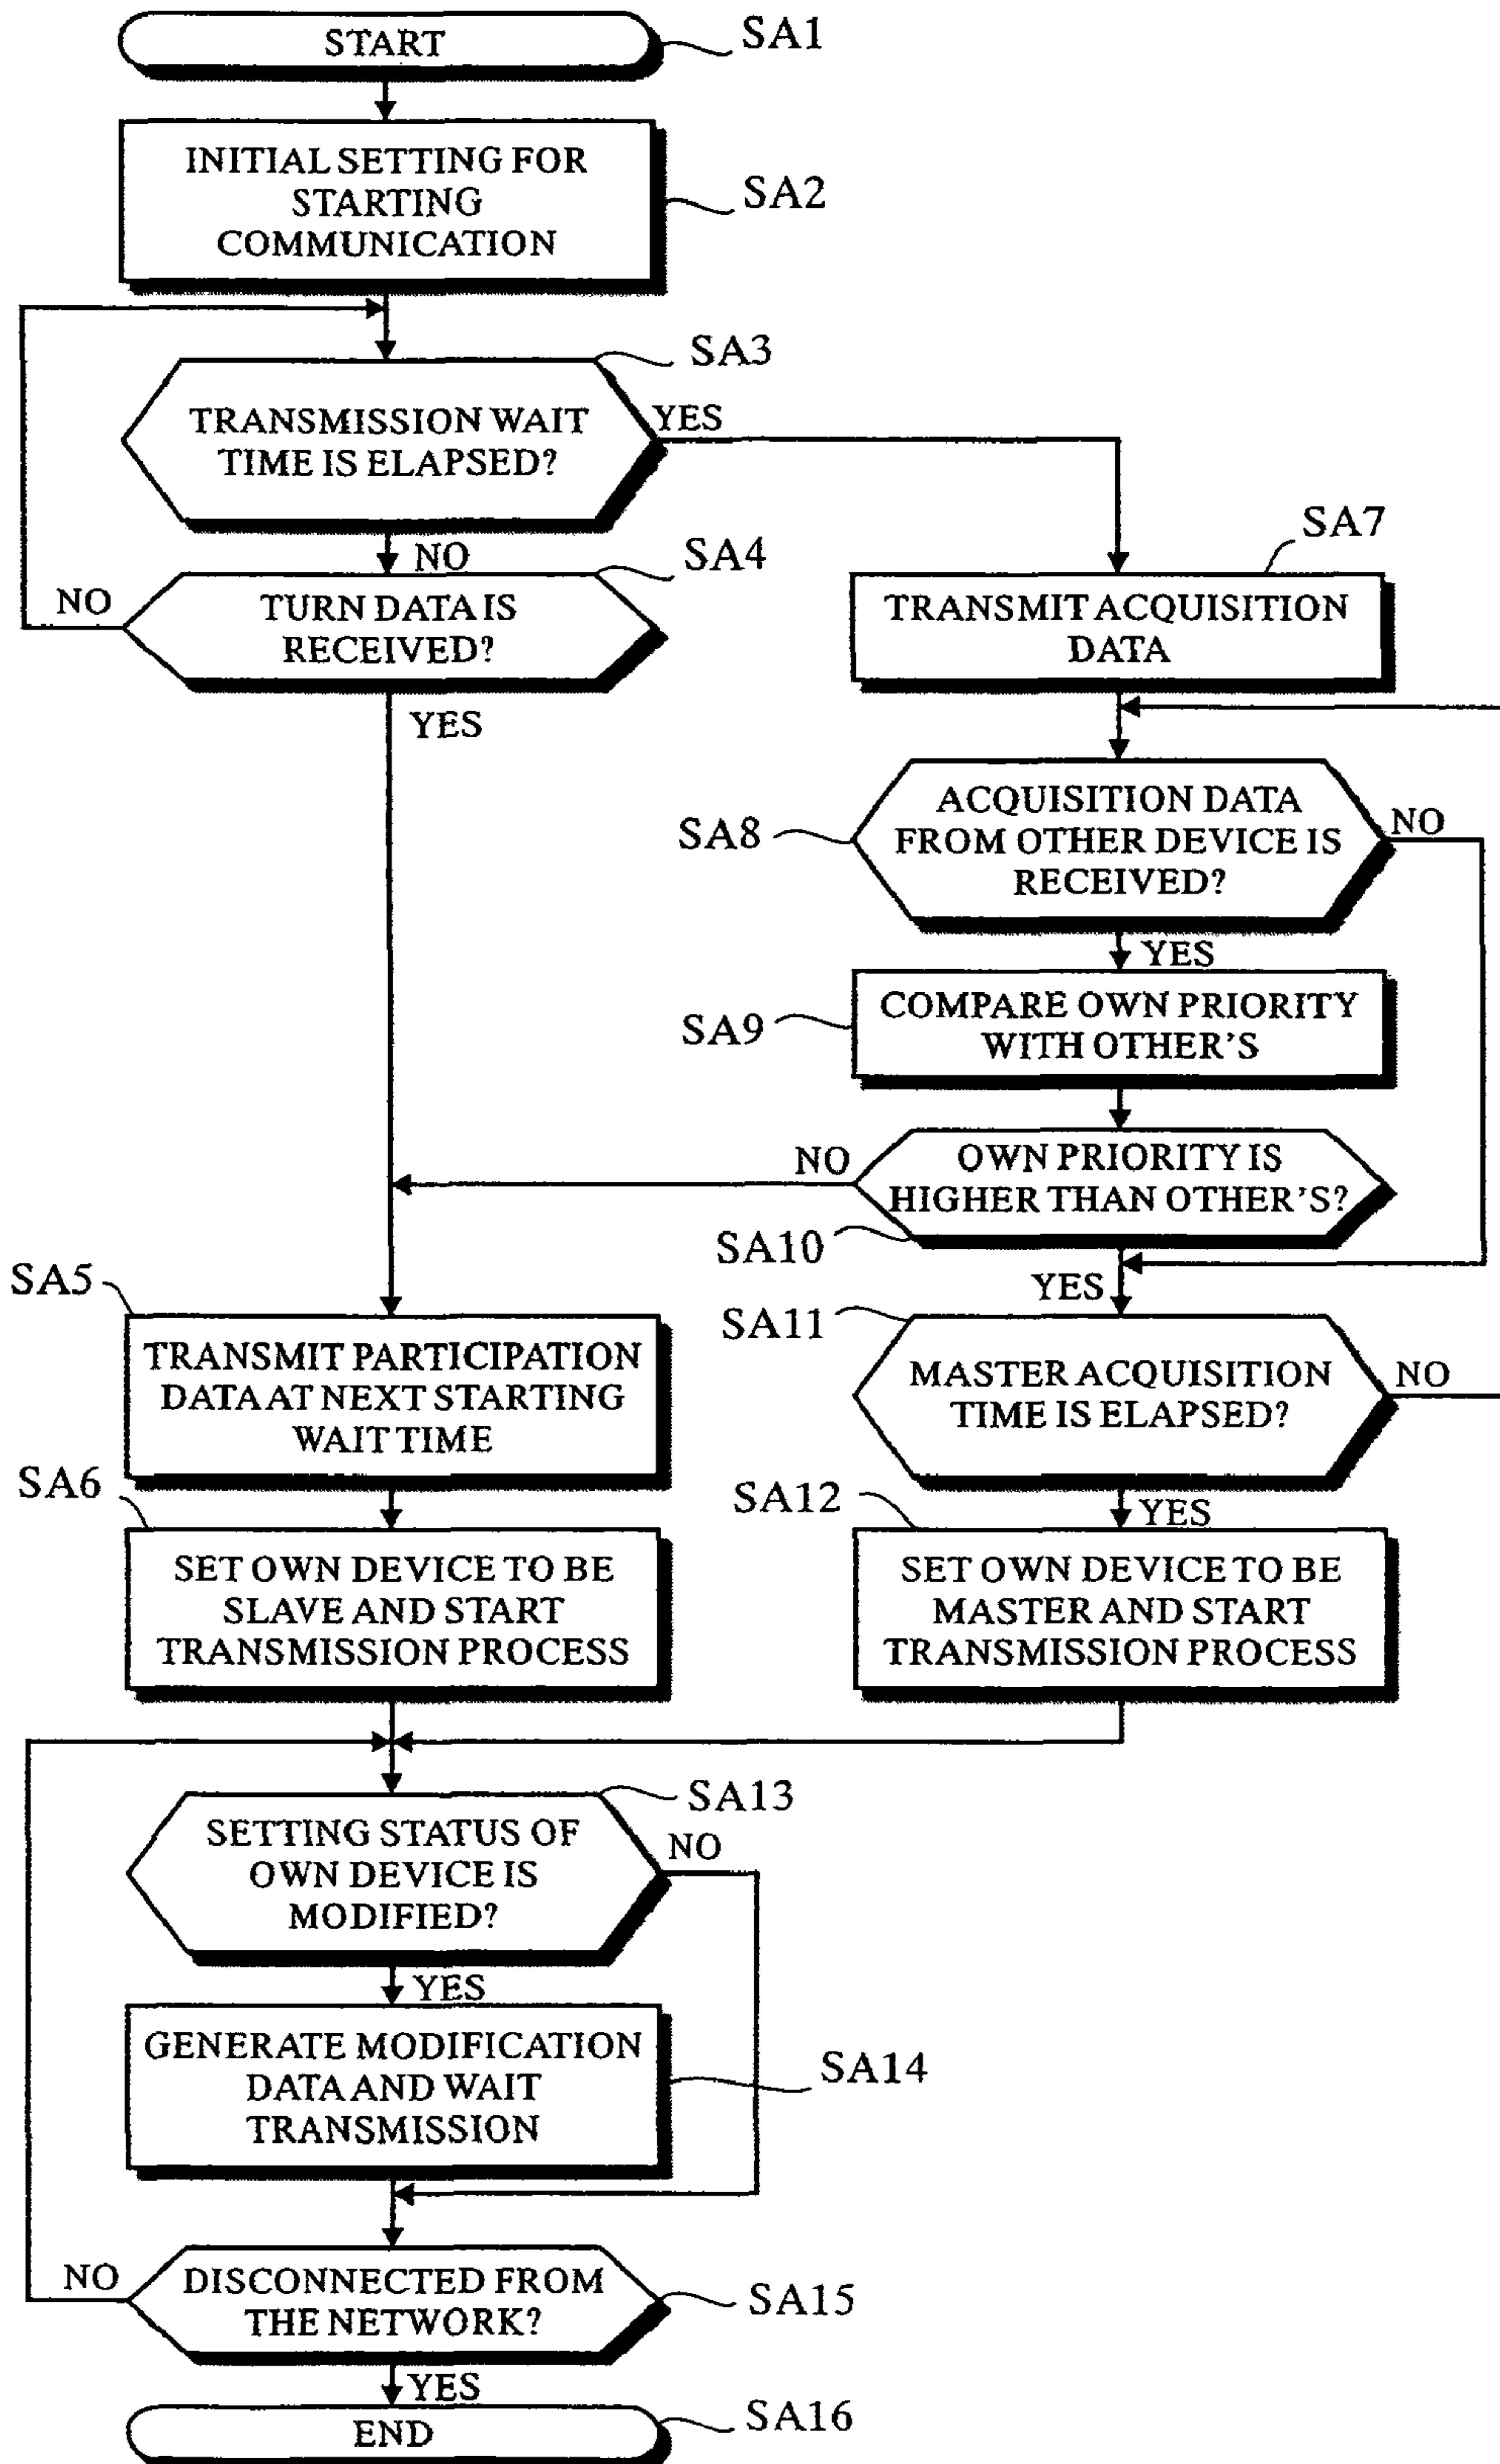 START
SA1
INITIAL SETTING FOR
STARTING
COMMUNICATION
SA2
SA3
TRANSMISSION WAIT
TIME IS ELAPSED?
YES
NO
SA4
NO
TURN DATA IS
RECEIVED?
YES
SA7
TRANSMIT ACQUISITION
DATA
SA8
ACQUISITION DATA
FROM OTHER DEVICE IS
RECEIVED?
NO
YES
SA9
COMPARE OWN PRIORITY
WITH OTHER'S
NO
OWN PRIORITY IS
HIGHER THAN OTHER'S?
SA10
YES
SA5
TRANSMIT PARTICIPATION
DATA AT NEXT STARTING
WAIT TIME
SA11
MASTER ACQUISITION
TIME IS ELAPSED?
NO
YES
SA6
SET OWN DEVICE TO BE
SLAVE AND START
TRANSMISSION PROCESS
SA12
SET OWN DEVICE TO BE
MASTER AND START
TRANSMISSION PROCESS
SA13
SETTING STATUS OF
OWN DEVICE IS
MODIFIED?
NO
YES
GENERATE MODIFICATION
DATA AND WAIT
TRANSMISSION
SA14
NO
DISCONNECTED FROM
THE NETWORK?
SA15
YES
END
SA16